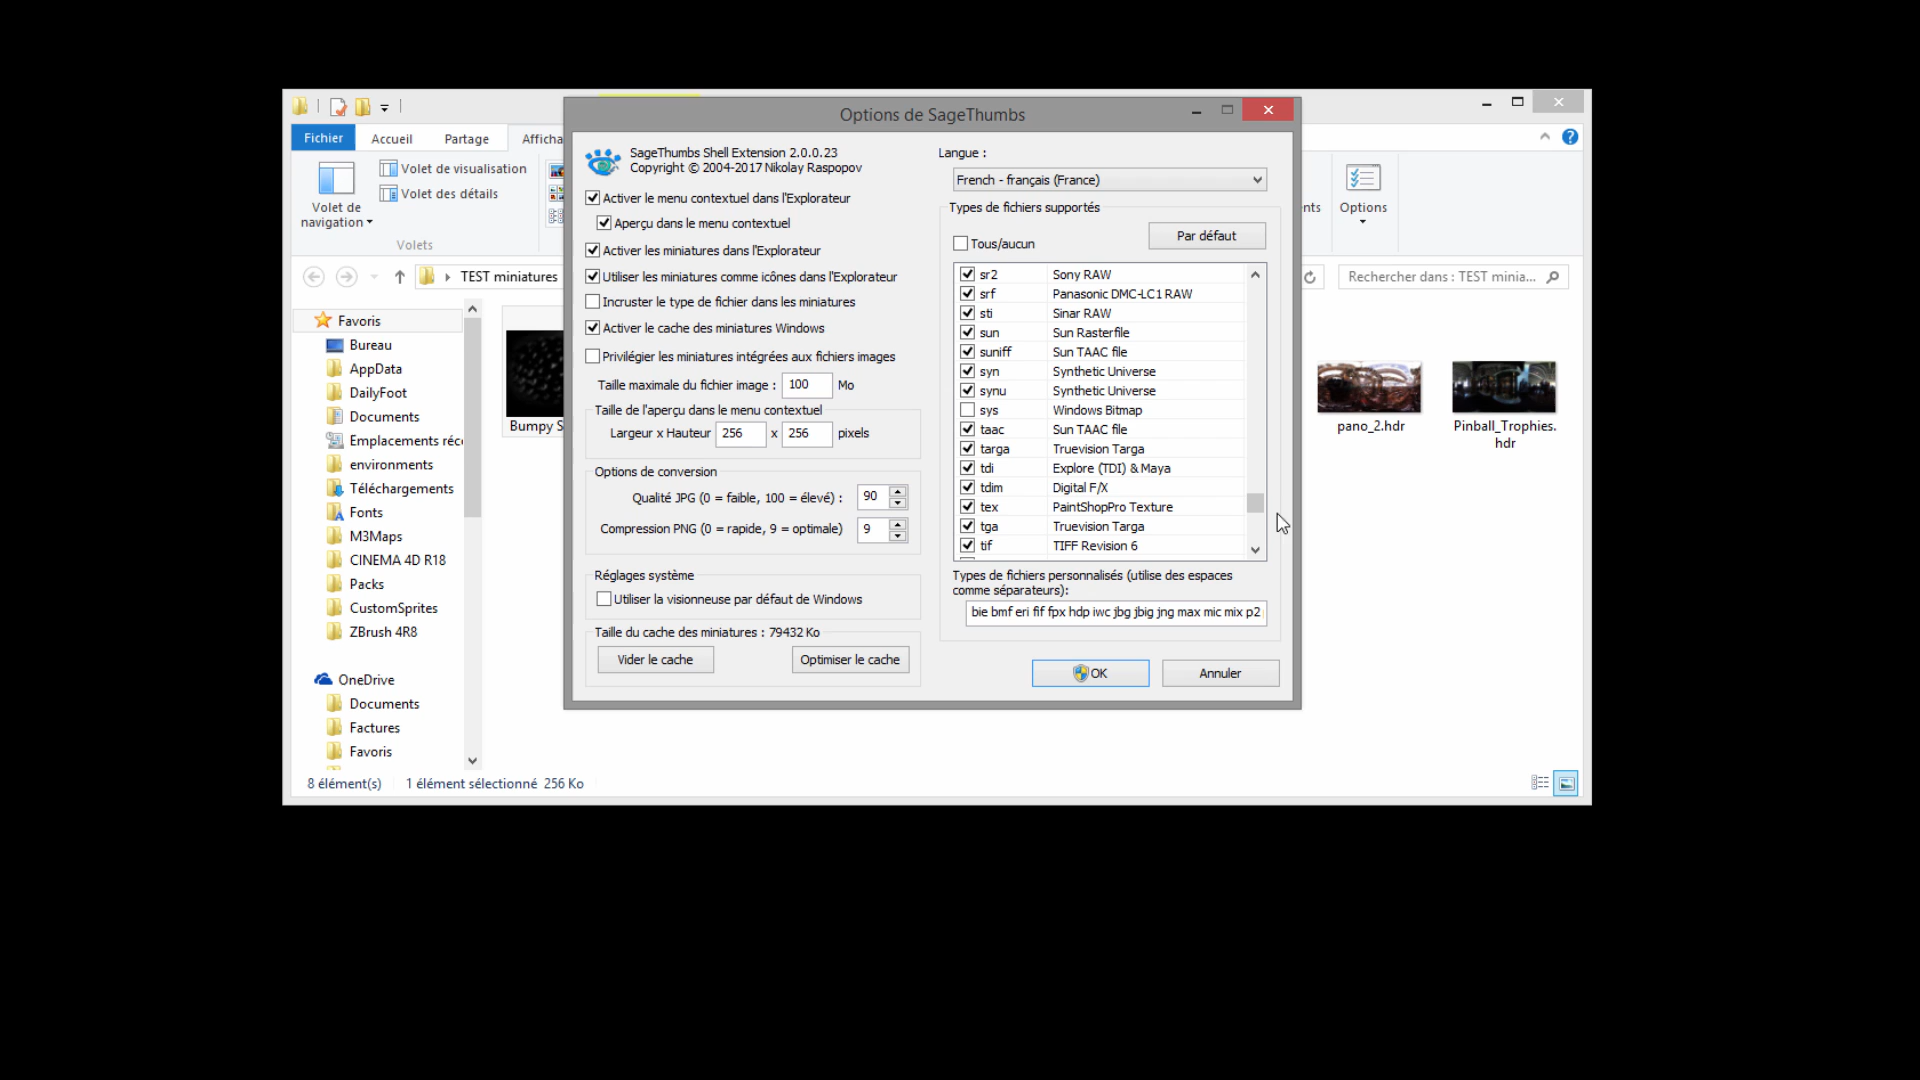 Options de SageThumbs
Fichier
Accueil
Partage
Afficha
Volet de visualisation
Volet des détails
Volet de
navigation
Volets
nts
Options
TEST miniatures
Rechercher dans : TEST minia...
Favoris
Bureau
AppData
DailyFoot
Documents
Emplacements réc
environments
Téléchargements
Fonts
M3Maps
CINEMA 4D R18
Packs
CustomSprites
ZBrush 4R8
OneDrive
Documents
Factures
Favoris
8 élément(s)
1 élément sélectionné 256 Ko
Bumpy S
pano_2.hdr
Pinball_Trophies.
hdr
SageThumbs Shell Extension 2.0.0.23
Copyright © 2004-2017 Nikolay Raspopov
Activer le menu contextuel dans l'Explorateur
Aperçu dans le menu contextuel
Activer les miniatures dans l'Explorateur
Utiliser les miniatures comme icônes dans l'Explorateur
Incruster le type de fichier dans les miniatures
Activer le cache des miniatures Windows
Privilégier les miniatures intégrées aux fichiers images
Taille maximale du fichier image : 100 Mo
Taille de l'aperçu dans le menu contextuel
Largeur x Hauteur 256 x 256 pixels
Options de conversion
Qualité JPG (0 = faible, 100 = élevé) : 90
Compression PNG (0 = rapide, 9 = optimale) 9
Réglages système
Utiliser la visionneuse par défaut de Windows
Taille du cache des miniatures : 79432 Ko
Vider le cache
Optimiser le cache
Langue :
French - français (France)
Types de fichiers supportés
Tous/aucun
Par défaut
sr2 Sony RAW
srf Panasonic DMC-LC1 RAW
sti Sinar RAW
sun Sun Rasterfile
suniff Sun TAAC file
syn Synthetic Universe
synu Synthetic Universe
sys Windows Bitmap
taac Sun TAAC file
targa Truevision Targa
tdi Explore (TDI) & Maya
tdim Digital F/X
tex PaintShopPro Texture
tga Truevision Targa
tif TIFF Revision 6
Types de fichiers personnalisés (utilise des espaces
comme séparateurs):
bie bmf eri fif fpx hdp iwc jbg jbig jng max mic mix p2
OK
Annuler